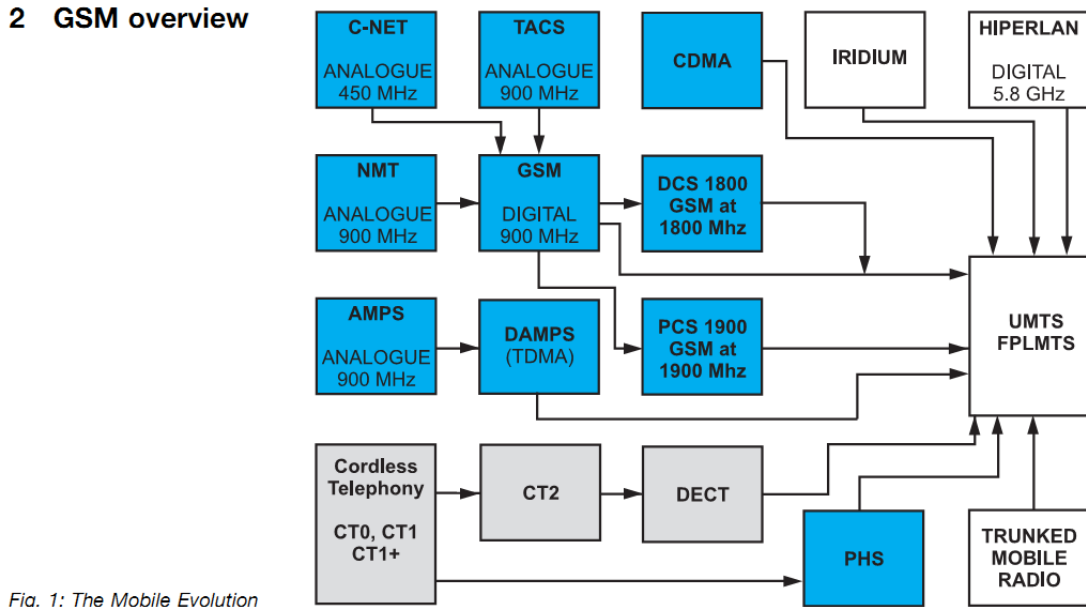 2 GSM overview
C-NET
ANALOGUE
450 MHz
TACS
ANALOGUE
900 MHz
CDMA
IRIDIUM
HIPERLAN
DIGITAL
5.8 GHz
NMT
ANALOGUE
900 MHz
GSM
DIGITAL
900 MHz
DCS 1800
GSM at
1800 Mhz
AMPS
ANALOGUE
900 MHz
DAMPS
(TDMA)
PCS 1900
GSM at
1900 Mhz
UMTS
FPLMTS
Cordless
Telephony
CT0, CT1
CT1+
CT2
DECT
PHS
TRUNKED
MOBILE
RADIO
Fig. 1: The Mobile Evolution